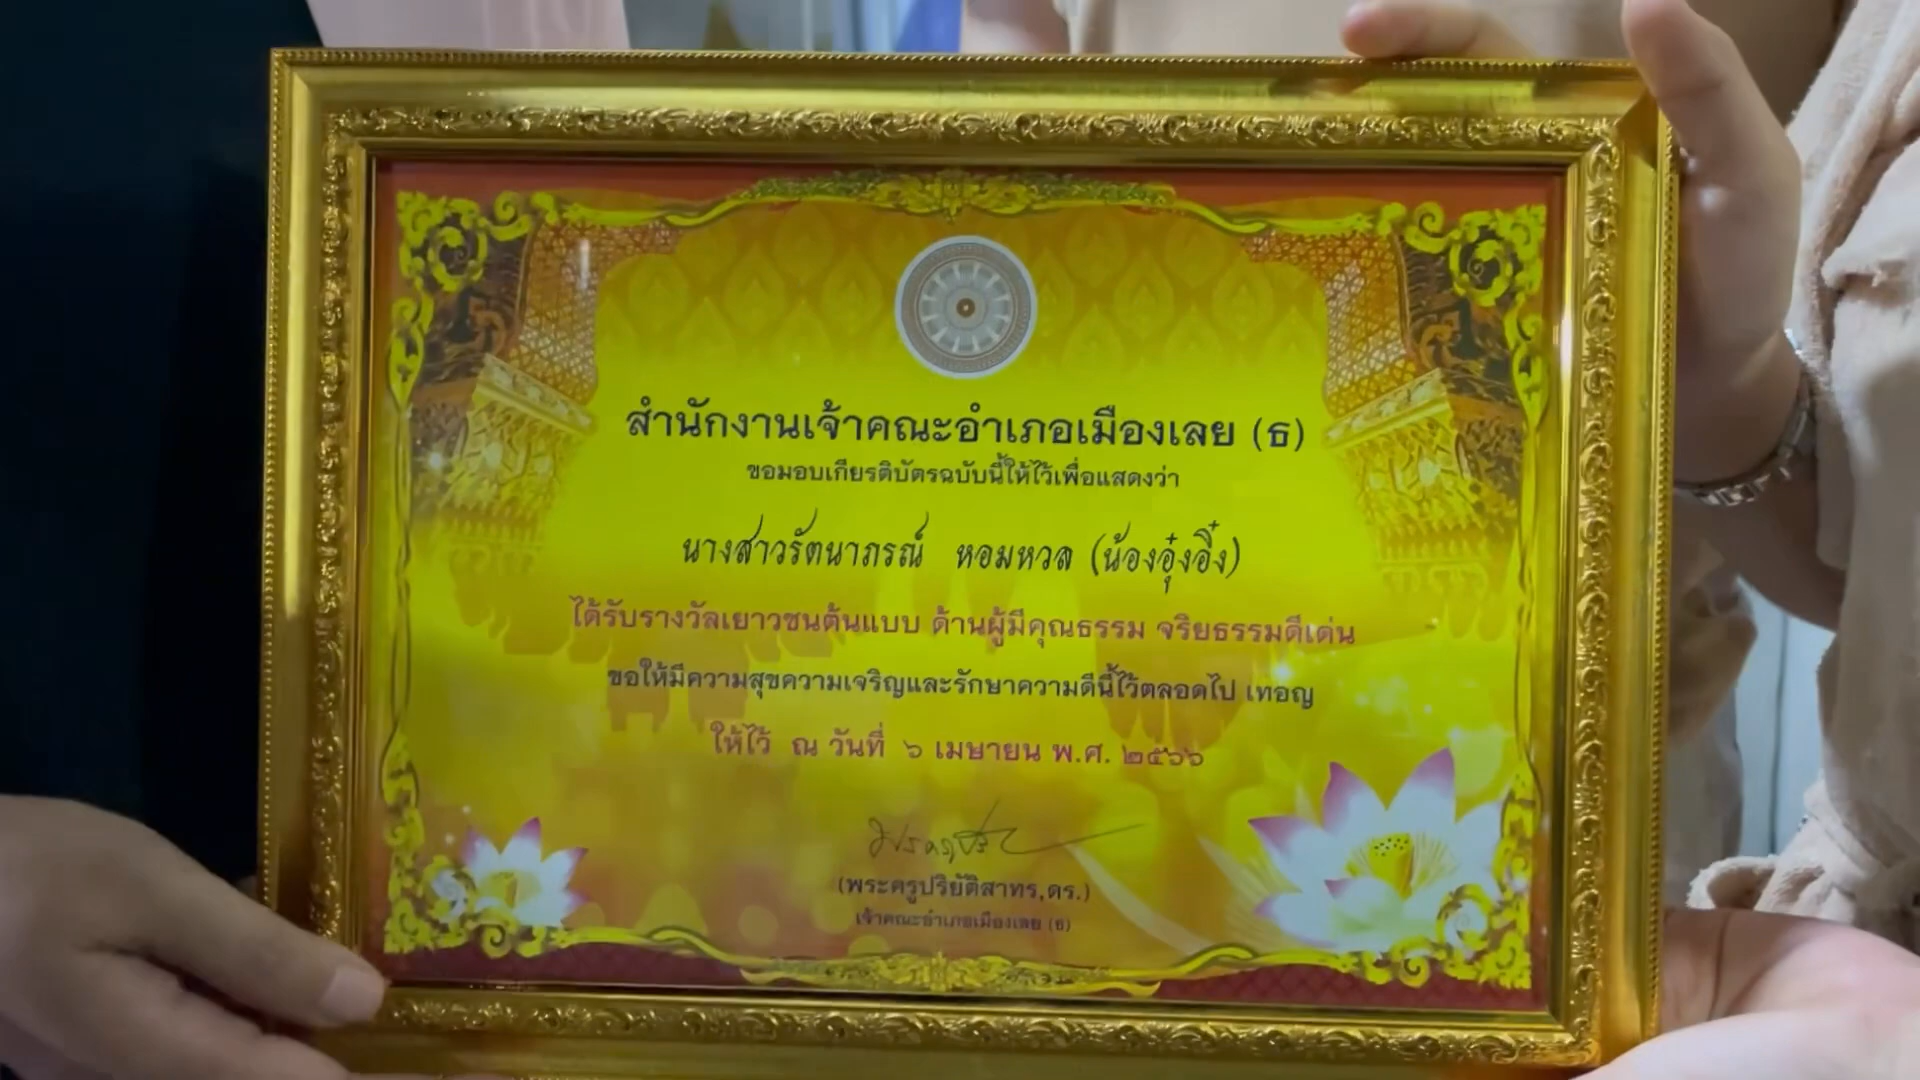 สำนักงานเจ้าคณะอำเภอเมืองเลย (ธ)
ขอมอบเกียรติบัตรฉบับนี้ให้ไว้เพื่อแสดงว่า
นางสาวรัตนาภรณ์ หอมหวล (น้องอุ๋งอิ๋ง)
ได้รับรางวัลเยาวชนต้นแบบ ด้านผู้มีคุณธรรม จริยธรรมดีเด่น
ขอให้มีความสุขความเจริญและรักษาความดีนี้ไว้ตลอดไป เทอญ
ให้ไว้ ณ วันที่ ๖ เมษายน พ.ศ. ๒๕๖๖
(พระครูปริยัติสาทร,ดร.)
เจ้าคณะอำเภอเมืองเลย (ธ)